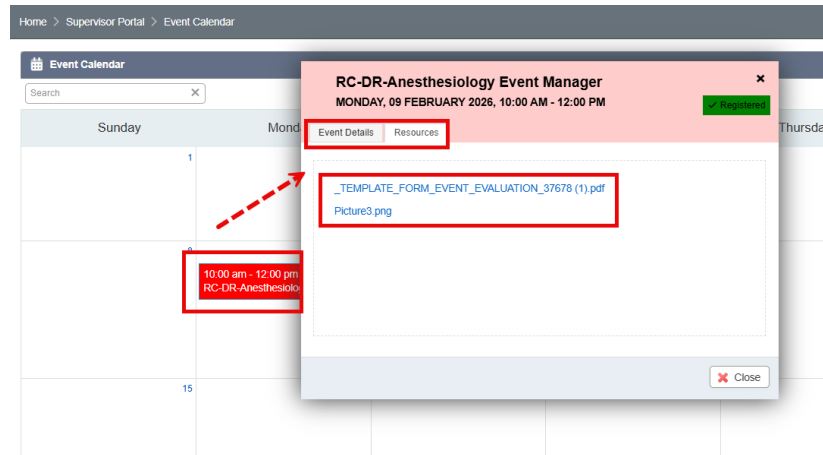 Home > Supervisor Portal > Event Calendar
Event Calendar
Search
Sunday
Mond
Thursda
1
8
10:00 am - 12:00 pm
RC-DR-Anesthesiolo
15
RC-DR-Anesthesiology Event Manager
MONDAY, 09 FEBRUARY 2026, 10:00 AM - 12:00 PM
Registered
Event Details Resources
_TEMPLATE_FORM_EVENT_EVALUATION_37678 (1).pdf
Picture3.png
Close